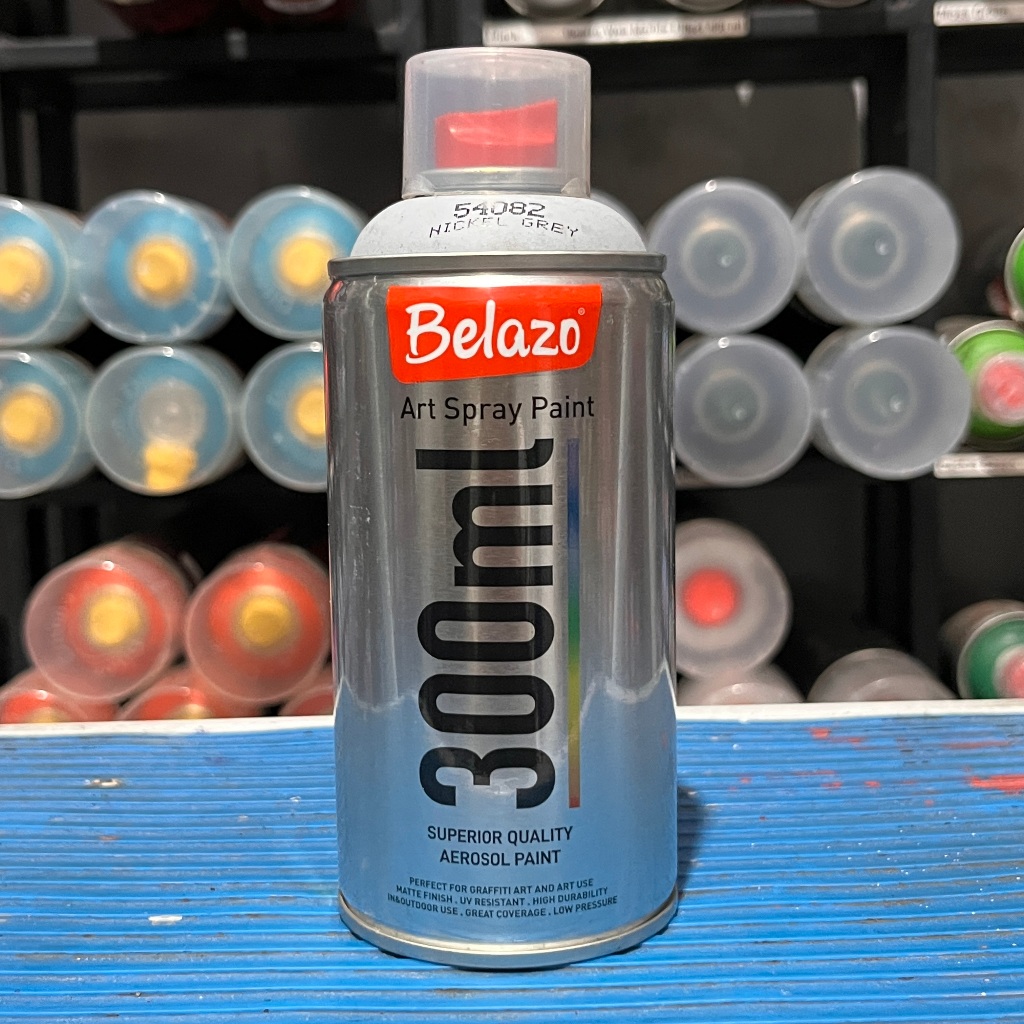 54082
NICKEL GREY
Belazo®
Art Spray Paint
300ml
SUPERIOR QUALITY
AEROSOL PAINT
PERFECT FOR GRAFFITI ART AND ART USE
MATTE FINISH . UV RESISTANT . HIGH DURABILITY
IN&OUTDOOR USE . GREAT COVERAGE . LOW PRESSURE